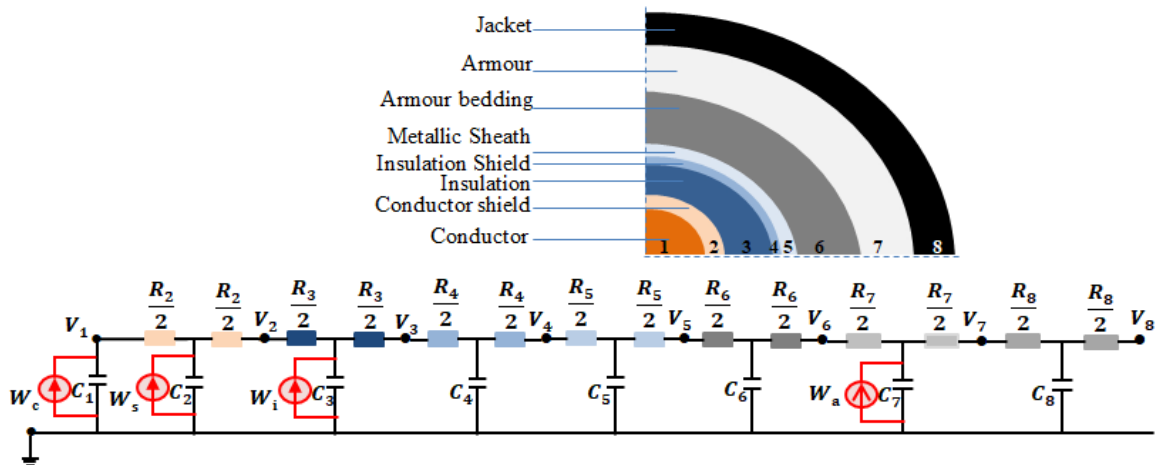 Jacket
Armour
Armour bedding
Metallic Sheath
Insulation Shield
Insulation
Conductor shield
Conductor
1 2 3 4 5 6 7 8
R2/2 R2/2 R3/2 R3/2 R4/2 R4/2 R5/2 R5/2 R6/2 R6/2 R7/2 R7/2 R8/2 R8/2
V1 V2 V3 V4 V5 V6 V7 V8
Wc C1 Ws C2 Wi C3 C4 C5 C6 Wa C7 C8